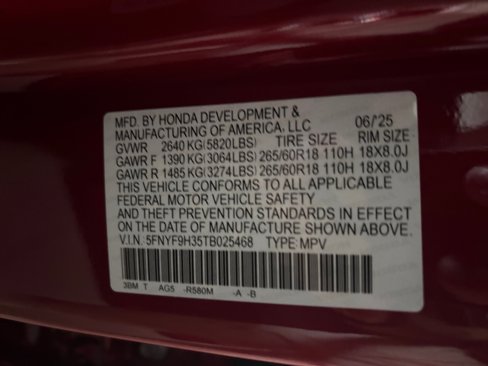 MFD. BY HONDA DEVELOPMENT & 
MANUFACTURING OF AMERICA, LLC 06/25
GVWR 2640 KG(5820LBS) TIRE SIZE RIM SIZE
GAWR F 1390 KG(3064LBS) 265/60R18 110H 18X8.0J
GAWR R 1485 KG(3274LBS) 265/60R18 110H 18X8.0J
THIS VEHICLE CONFORMS TO ALL APPLICABLE
FEDERAL MOTOR VEHICLE SAFETY
AND THEFT PREVENTION STANDARDS IN EFFECT
ON THE DATE OF MANUFACTURE SHOWN ABOVE.
V.I.N. 5FNYF9H35TB025468 TYPE: MPV
3BM T AG5 -R580M -A -B